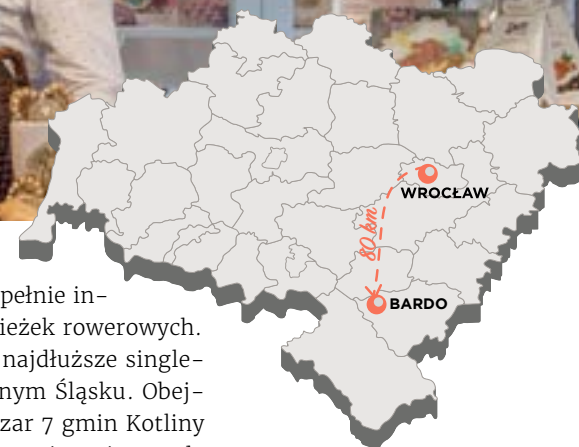 WROCŁAW
80 km
BARDO
pełnie in-
ieżek rowerowych.
najdłuższe single-
nym Śląsku. Obej-
zar 7 gmin Kotliny